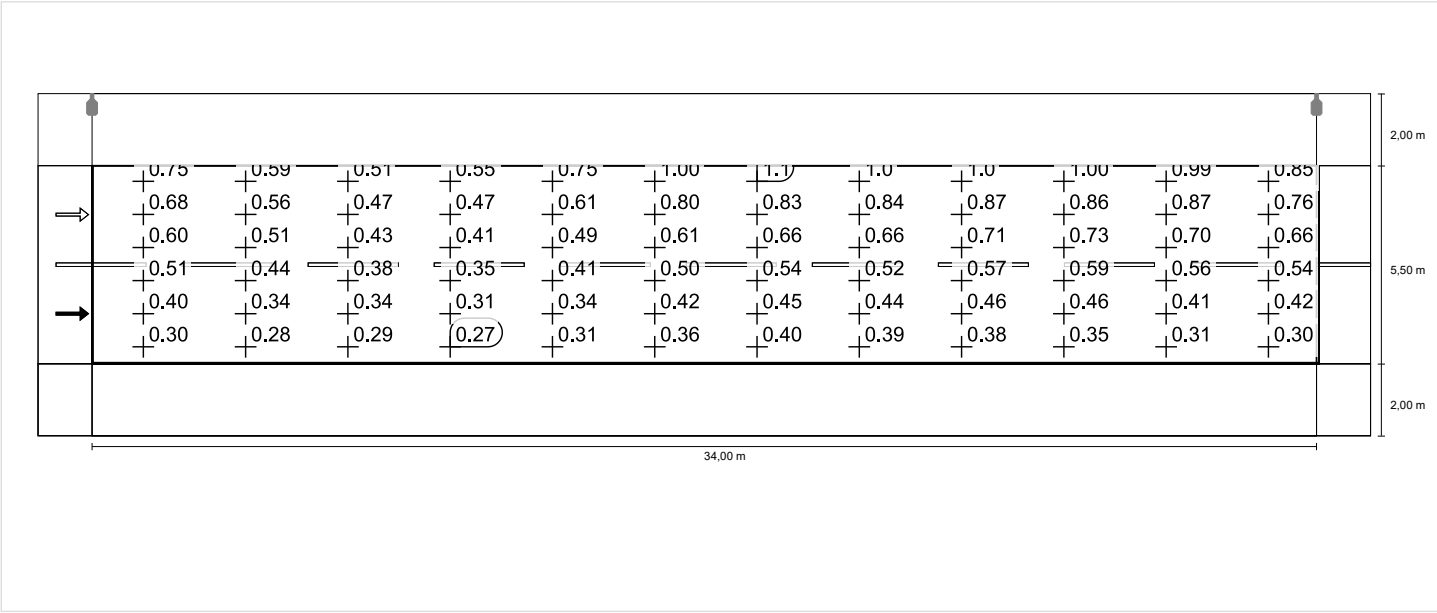 2,00 m
0.75 0.59 0.51 0.55 0.75 1.00 1.1 1.0 1.0 1.00 0.99 0.85
0.68 0.56 0.47 0.47 0.61 0.80 0.83 0.84 0.87 0.86 0.87 0.76
0.60 0.51 0.43 0.41 0.49 0.61 0.66 0.66 0.71 0.73 0.70 0.66
0.51 0.44 0.38 0.35 0.41 0.50 0.54 0.52 0.57 0.59 0.56 0.54
5,50 m
0.40 0.34 0.34 0.31 0.34 0.42 0.45 0.44 0.46 0.46 0.41 0.42
0.30 0.28 0.29 0.27 0.31 0.36 0.40 0.39 0.38 0.35 0.31 0.30
2,00 m
34,00 m